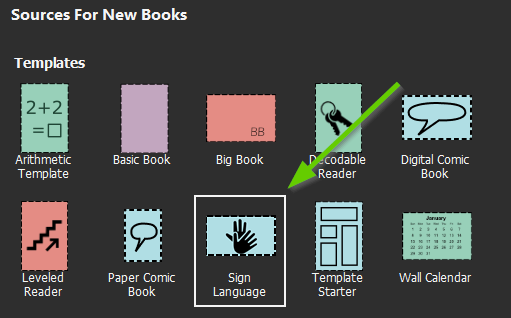 Sources For New Books
Templates
2+2
=□
Arithmetic
Template
Basic Book
BB
Big Book
Decodable
Reader
Digital Comic
Book
Leveled
Reader
Paper Comic
Book
Sign
Language
Template
Starter
January
Wall Calendar